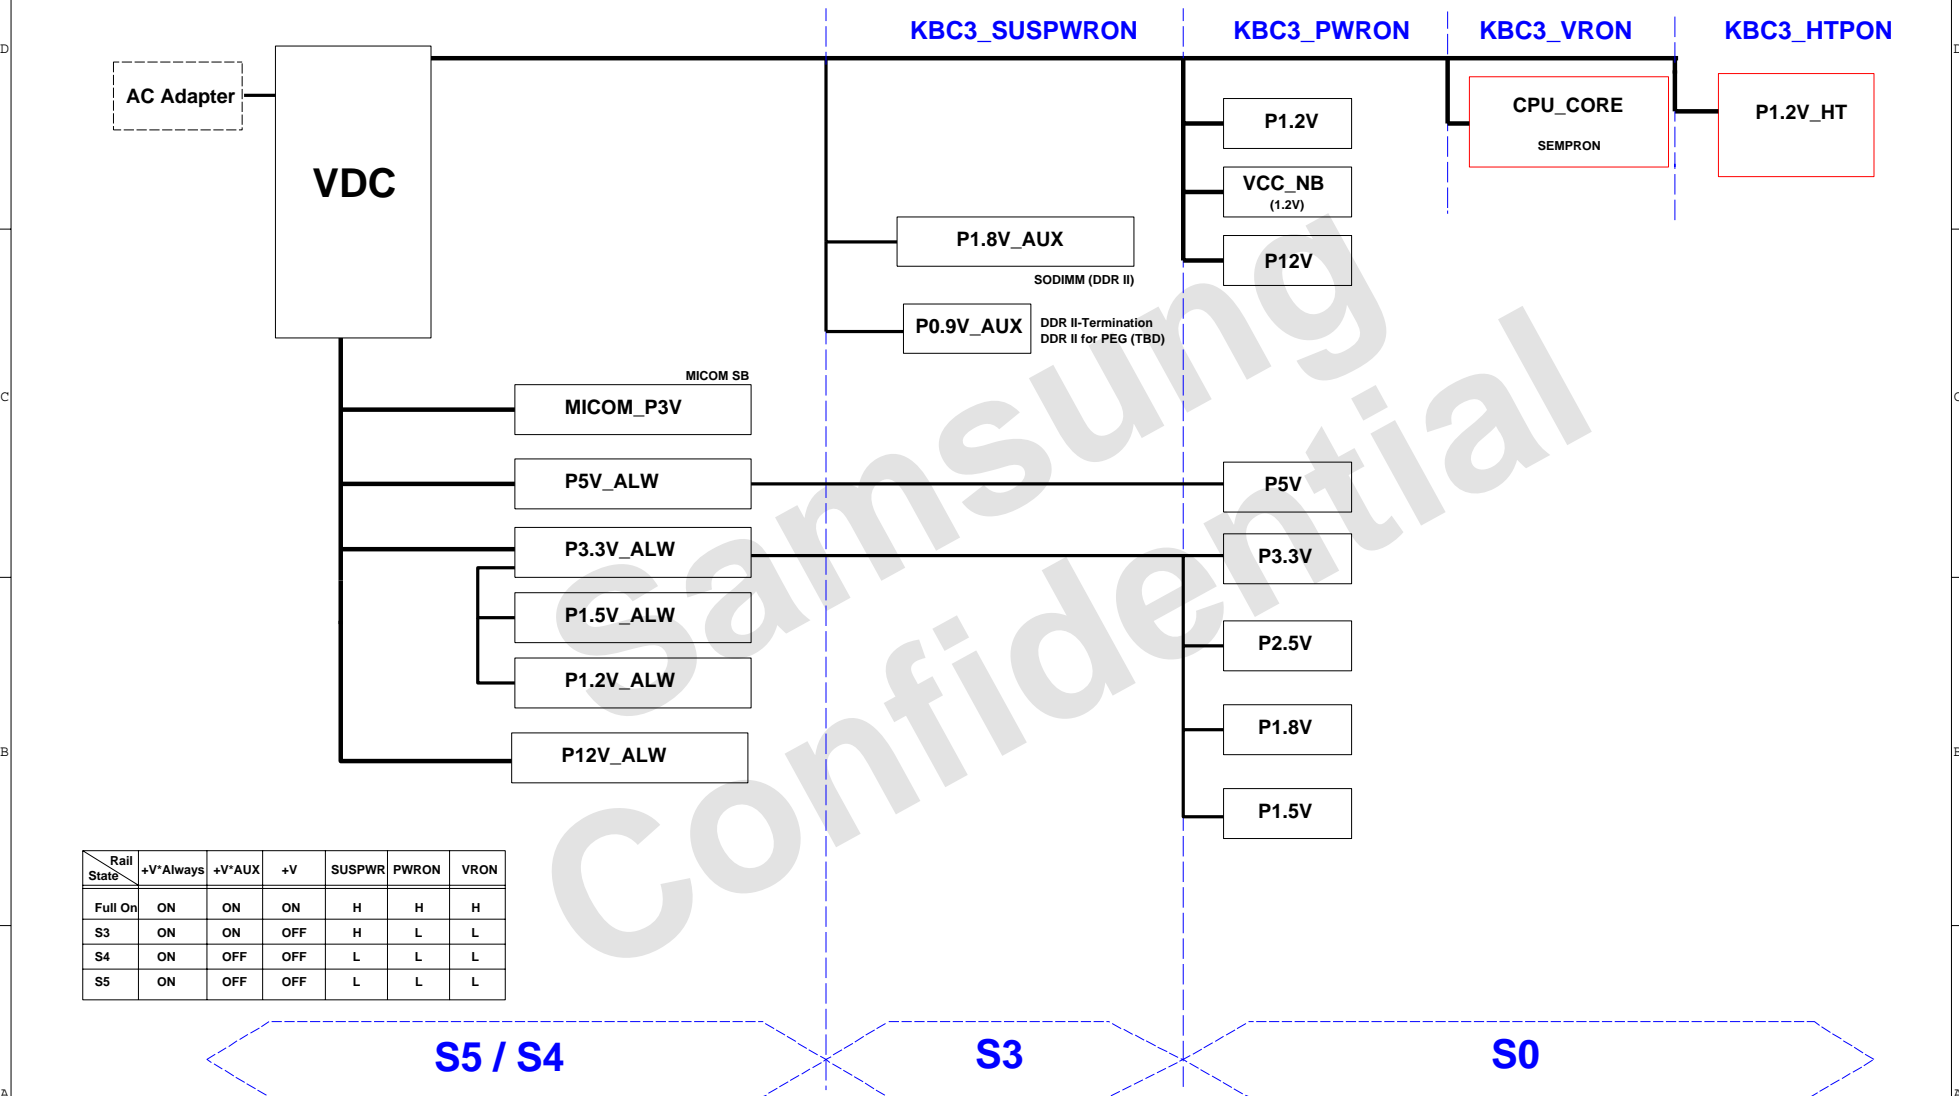 KBC3_SUSPWRON
KBC3_PWRON
KBC3_VRON
KBC3_HTPON
D
AC Adapter
VDC
P1.2V
CPU_CORE
SEMPRON
P1.2V_HT
VCC_NB
(1.2V)
P1.8V_AUX
SODIMM (DDR II)
P12V
P0.9V_AUX
DDR II-Termination
DDR II for PEG (TBD)
MICOM SB
C
MICOM_P3V
P5V_ALW
P5V
P3.3V_ALW
P3.3V
P1.5V_ALW
P2.5V
P1.2V_ALW
P1.8V
B
P12V_ALW
P1.5V
Samsung
Confidential
Rail
State
+V*Always +V*AUX +V SUSPWR PWRON VRON
Full On ON ON ON H H H
S3 ON ON OFF H L L
S4 ON OFF OFF L L L
S5 ON OFF OFF L L L
S5 / S4
S3
S0
A